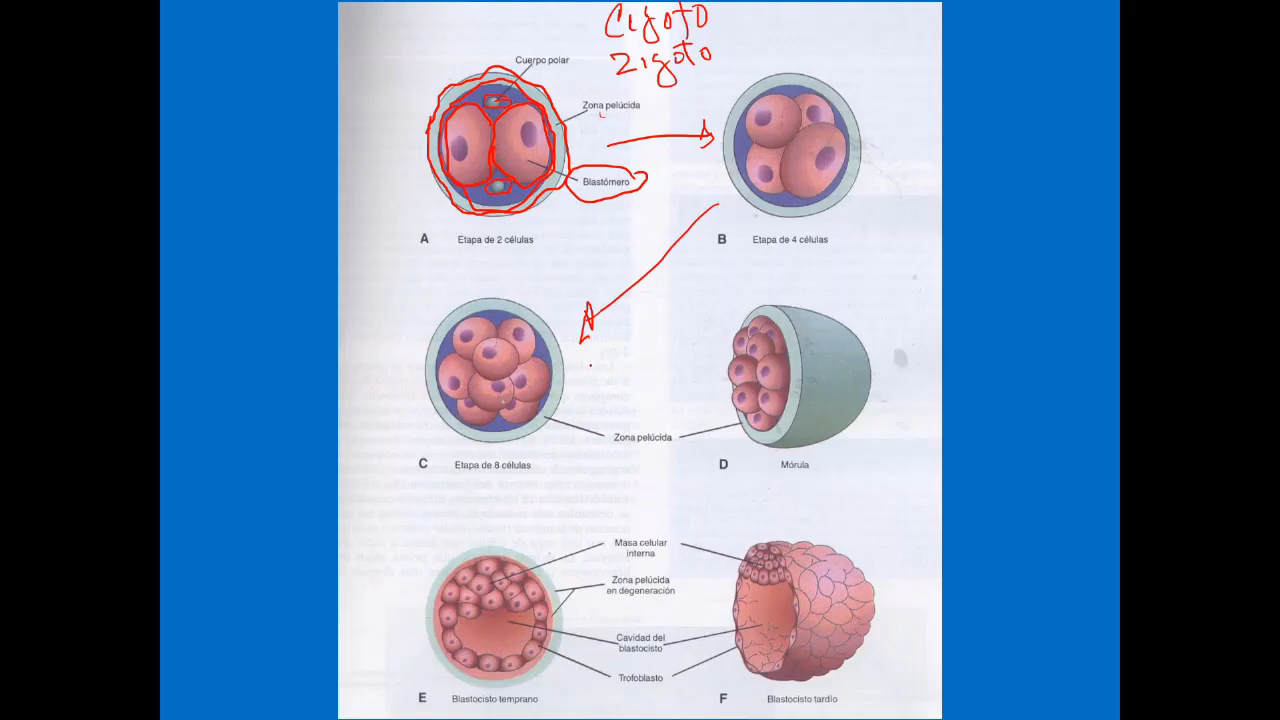 Cigoto
Zigoto
Cuerpo polar
Zona pelúcida
Blastómero
A Etapa de 2 células
B Etapa de 4 células
Zona pelúcida
C Etapa de 8 células
D Mórula
Masa celular
interna
Zona pelúcida
en degeneración
Cavidad del
blastocisto
Trofoblasto
E Blastocisto temprano
F Blastocisto tardío